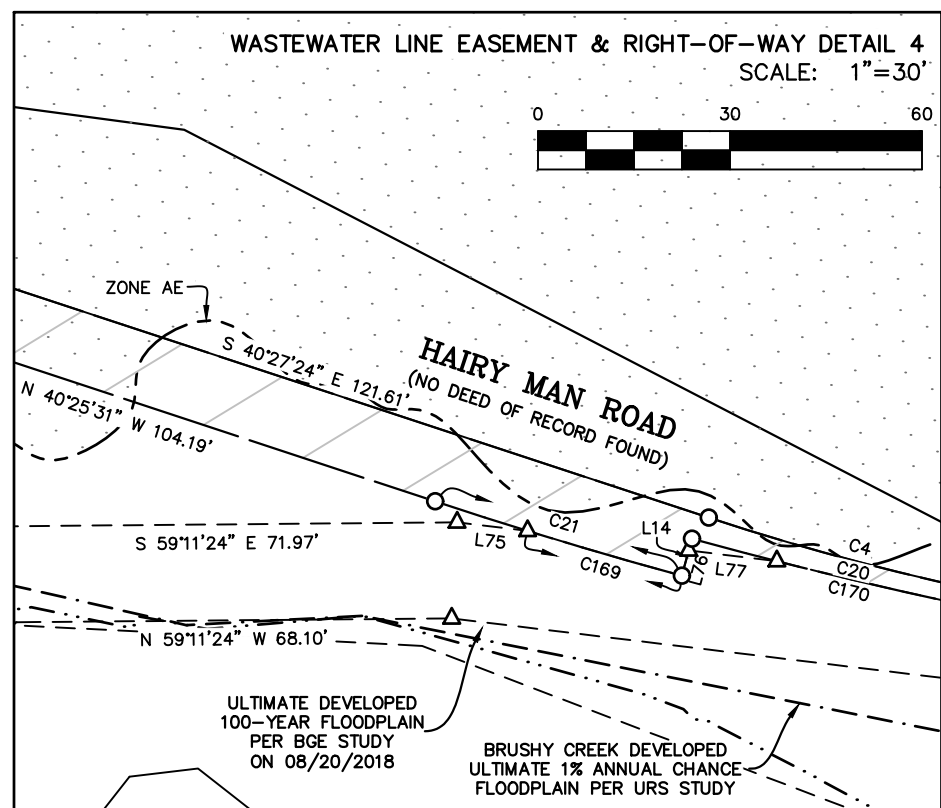 WASTEWATER LINE EASEMENT & RIGHT-OF-WAY DETAIL 4
SCALE: 1"=30'
0 30 60
ZONE AE
S 40°27'24" E 121.61'
HAIRY MAN ROAD
(NO DEED OF RECORD FOUND)
N 40°25'31" W 104.19'
C21
L14
C4
S 59°11'24" E 71.97'
L75
C169
L76
L77
C20
C170
N 59°11'24" W 68.10'
ULTIMATE DEVELOPED
100-YEAR FLOODPLAIN
PER BGE STUDY
ON 08/20/2018
BRUSHY CREEK DEVELOPED
ULTIMATE 1% ANNUAL CHANCE
FLOODPLAIN PER URS STUDY